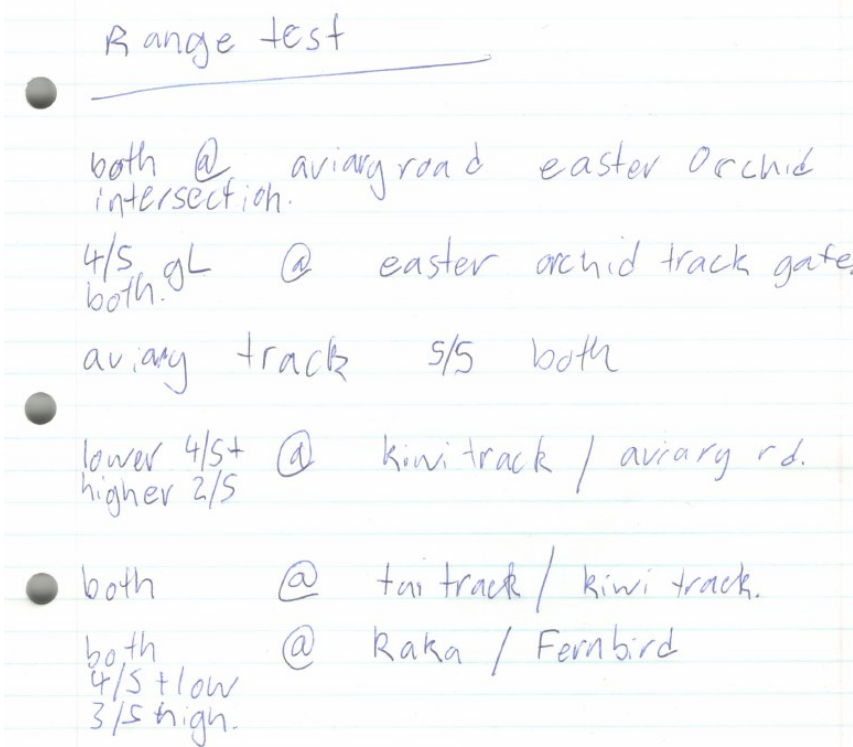 Range test
both @ aviary road easter Orchid
intersection.
4/5 gL @ easter orchid track gate.
both.
aviary track 5/5 both
lower 4/5+ @ kiwi track / aviary rd.
higher 2/5
both @ tui track / kiwi track.
both @ Kaka / Fernbird
4/5 + low
3/5 high.